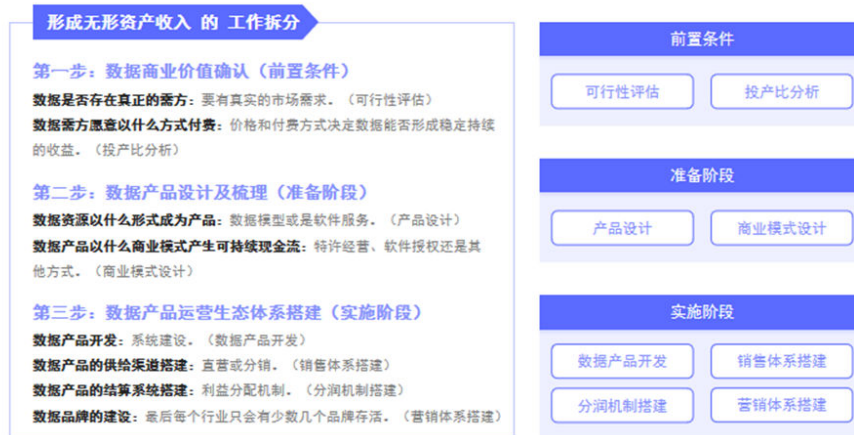 形成无形资产收入 的 工作拆分
第一步：数据商业价值确认（前置条件）
数据是否存在真正的需方：要有真实的市场需求。（可行性评估）
数据需方愿意以什么方式付费：价格和付费方式决定数据能否形成稳定持续
的收益。（投产比分析）
第二步：数据产品设计及梳理（准备阶段）
数据资源以什么形式成为产品：数据模型或是软件服务。（产品设计）
数据产品以什么商业模式产生可持续现金流：特许经营、软件授权还是其
他方式。（商业模式设计）
第三步：数据产品运营生态体系搭建（实施阶段）
数据产品开发：系统建设。（数据产品开发）
数据产品的供给渠道搭建：直营或分销。（销售体系搭建）
数据产品的结算系统搭建：利益分配机制。（分润机制搭建）
数据品牌的建设：最后每个行业只会有少数几个品牌存活。（营销体系搭建）
前置条件
可行性评估 投产比分析
准备阶段
产品设计 商业模式设计
实施阶段
数据产品开发 销售体系搭建
分润机制搭建 营销体系搭建